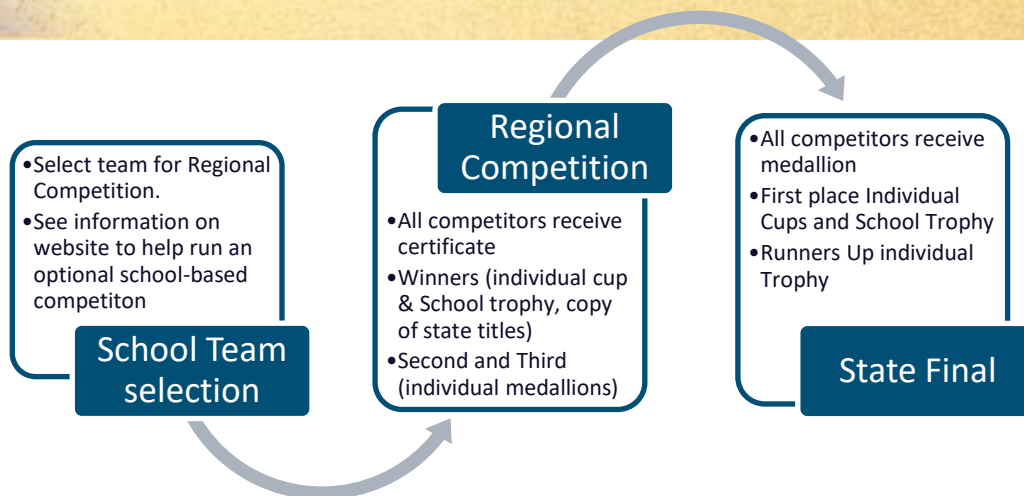 •Select team for Regional
Competition.
•See information on
website to help run an
optional school-based
competiton
School Team
selection
Regional
Competition
•All competitors receive
certificate
•Winners (individual cup
& School trophy, copy
of state titles)
•Second and Third
(individual medallions)
•All competitors receive
medallion
•First place Individual
Cups and School Trophy
•Runners Up individual
Trophy
State Final